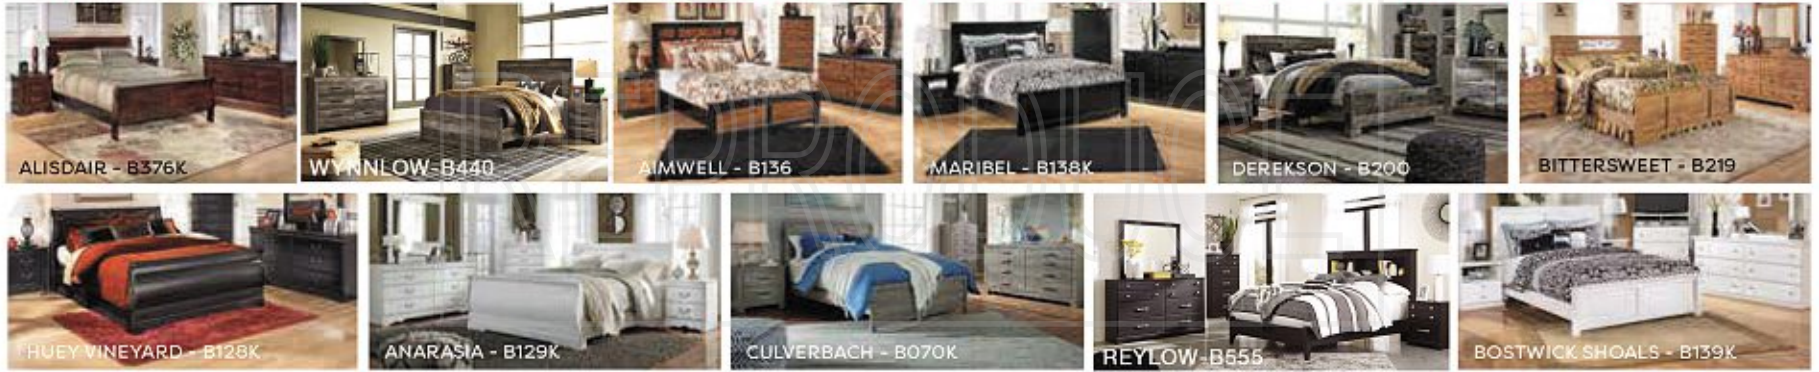 ALISDAIR - B376K
WYNNLOW-B440
AIMWELL - B136
MARIBEL - B138K
DEREKSON - B200
BITTERSWEET - B219
HUEY VINEYARD - B128K
ANARASIA - B129K
CULVERBACH - B070K
REYLOW-B555
BOSTWICK SHOALS - B139K